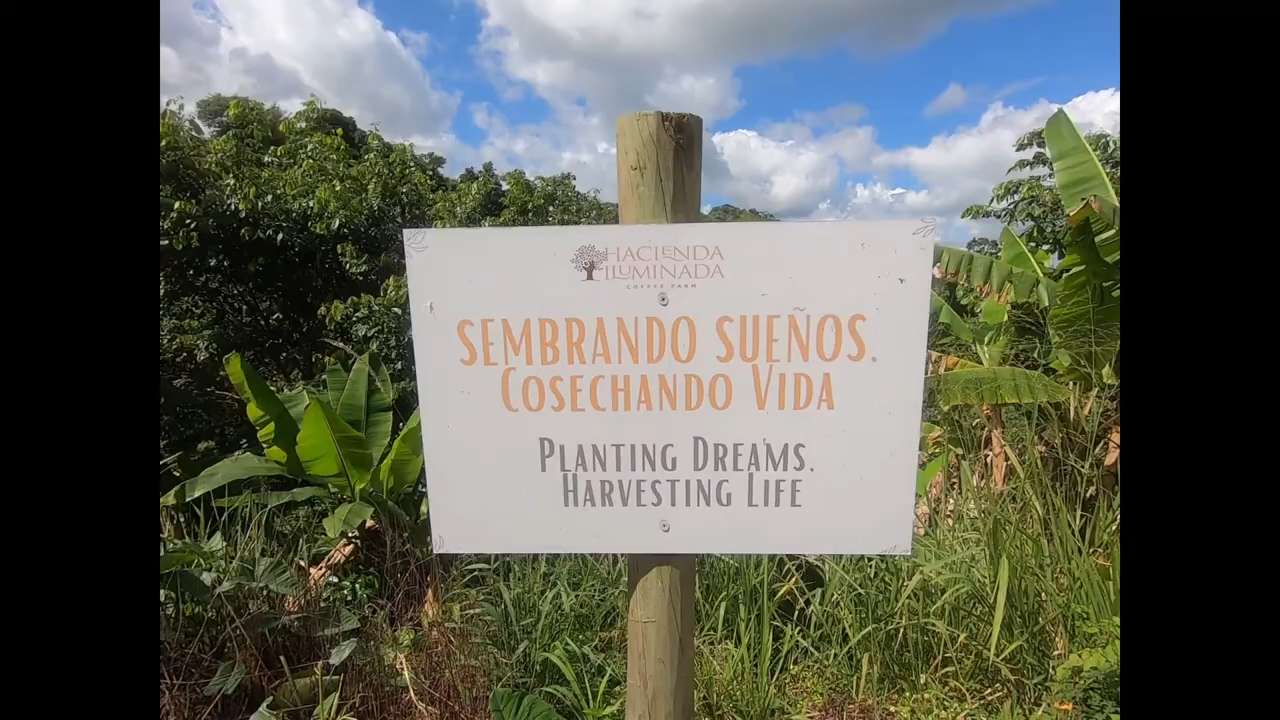 HACIENDA
ILUMINADA
COFFEE FARM
SEMBRANDO SUEÑOS.
COSECHANDO VIDA
PLANTING DREAMS.
HARVESTING LIFE